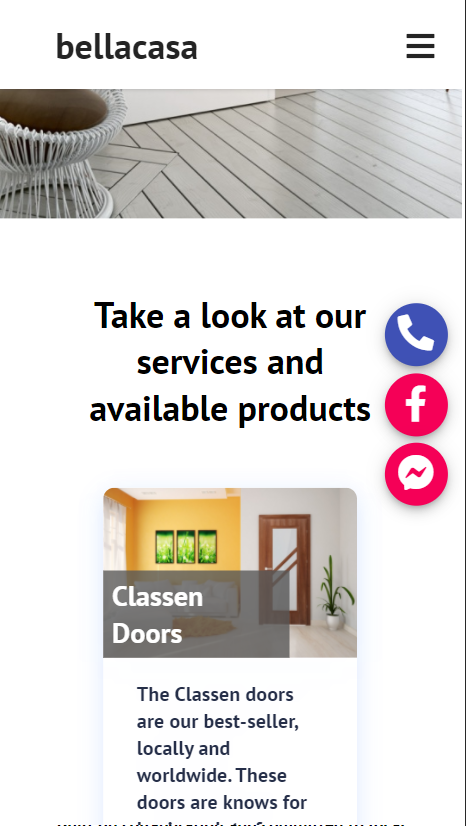 bellacasa
Take a look at our
services and
available products
Classen
Doors
The Classen doors
are our best-seller,
locally and
worldwide. These
doors are knows for